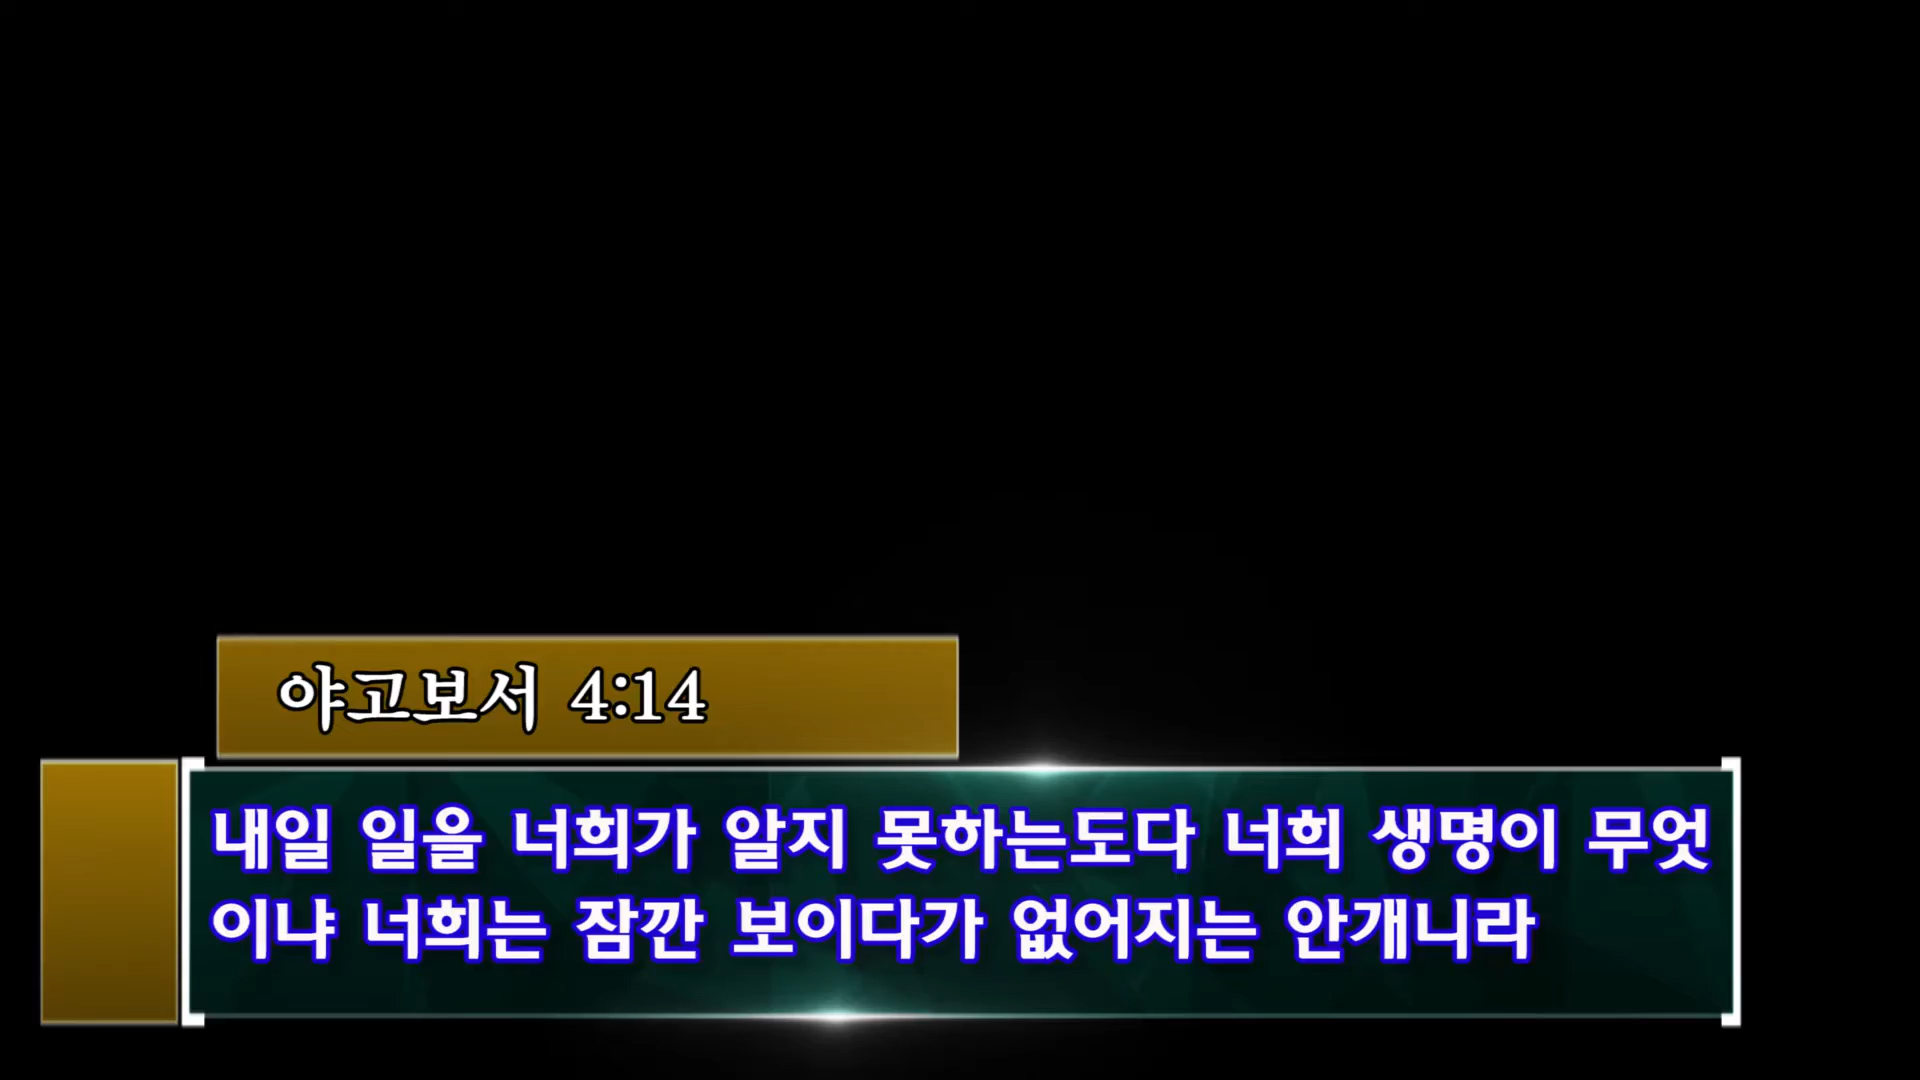 야고보서 4:14
내일 일을 너희가 알지 못하는도다 너희 생명이 무엇
이냐 너희는 잠깐 보이다가 없어지는 안개니라